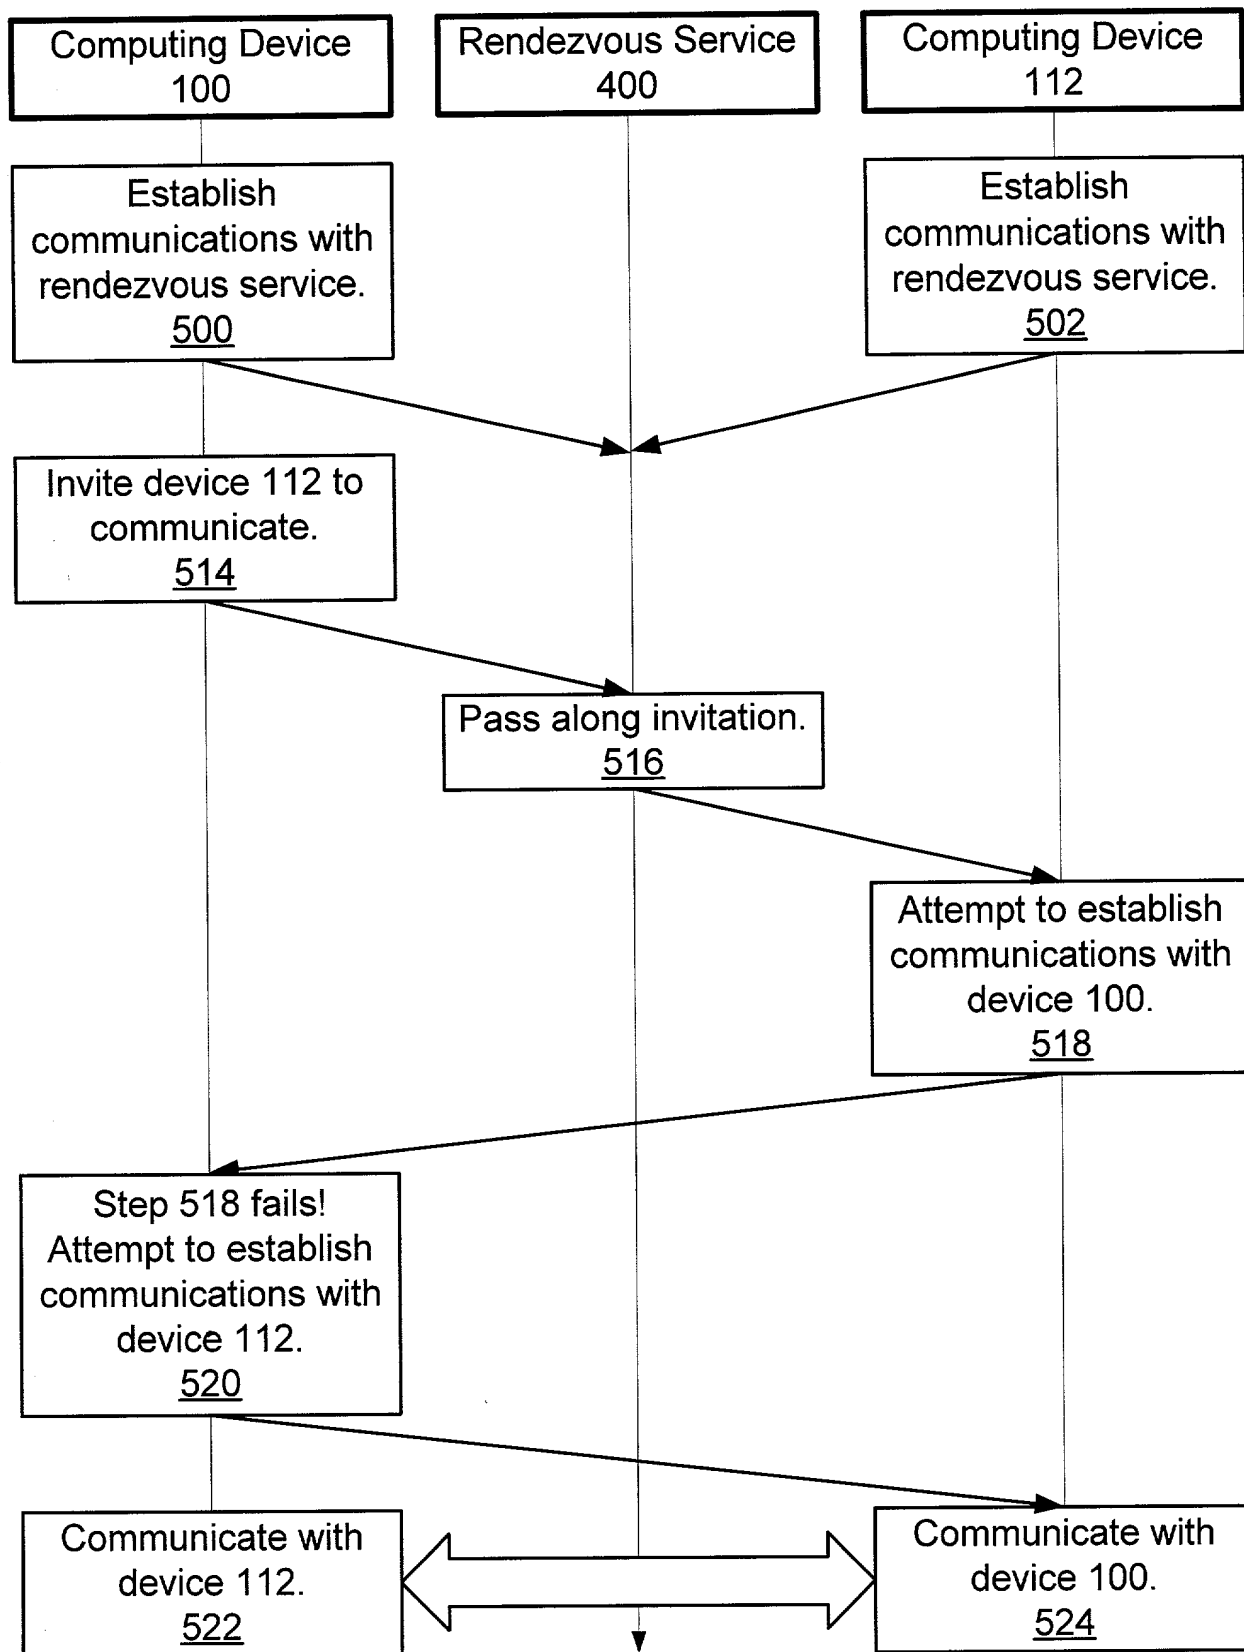 Computing Device
100
Rendezvous Service
400
Computing Device
112
Establish
communications with
rendezvous service.
500
Establish
communications with
rendezvous service.
502
Invite device 112 to
communicate.
514
Pass along invitation.
516
Attempt to establish
communications with
device 100.
518
Step 518 fails!
Attempt to establish
communications with
device 112.
520
Communicate with
device 112.
522
Communicate with
device 100.
524